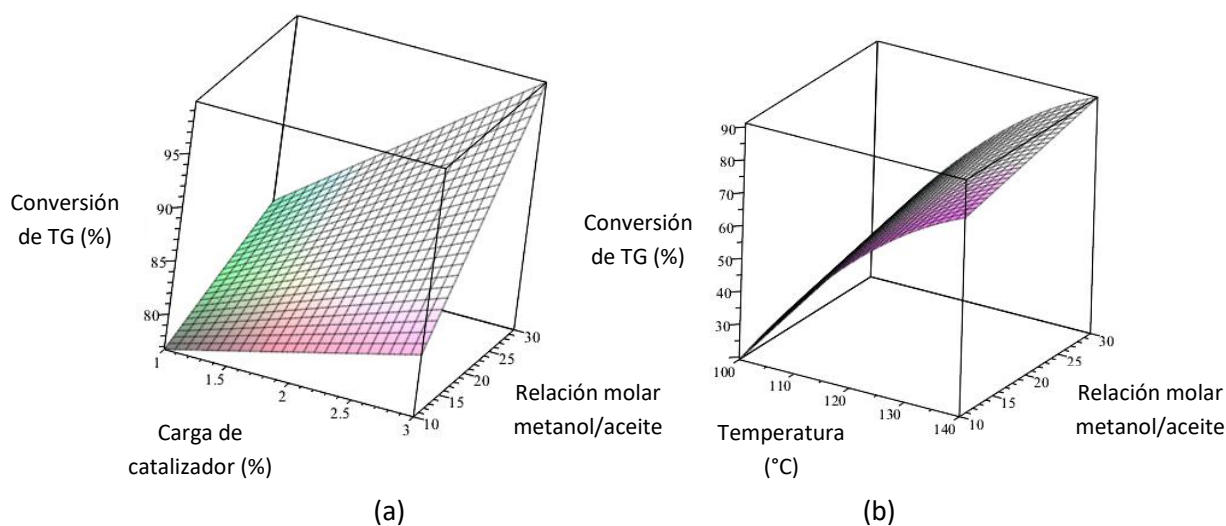 95
90
85
80
Conversión
de TG (%)
1
1.5
2
2.5
3
Carga de
catalizador (%)
10
15
20
25
30
Relación molar
metanol/aceite
(a)
90
80
70
60
50
40
30
Conversión
de TG (%)
100
110
120
130
140
Temperatura
(°C)
10
15
20
25
30
Relación molar
metanol/aceite
(b)